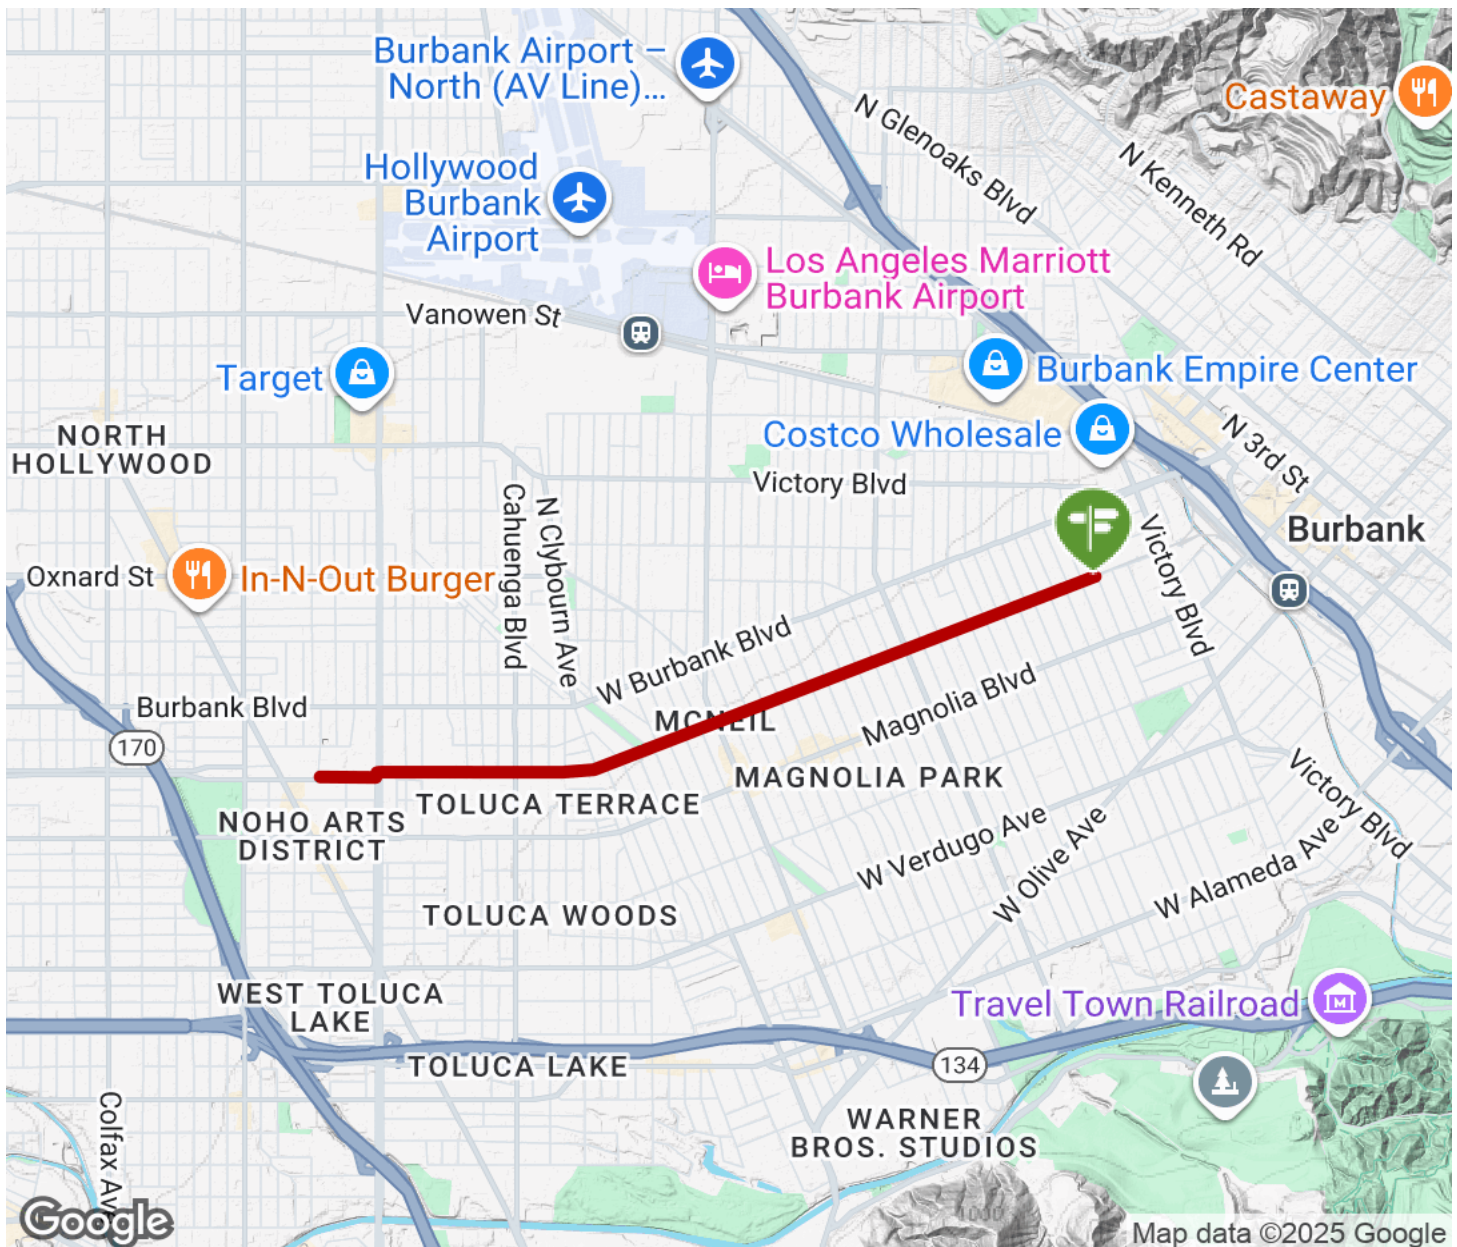 Burbank Airport –
North (AV Line)...
Castaway
N Glenoaks Blvd
N Kenneth Rd
Hollywood
Burbank
Airport
Los Angeles Marriott
Burbank Airport
Vanowen St
Target
Burbank Empire Center
NORTH
HOLLYWOOD
Costco Wholesale
N 3rd St
Victory Blvd
Cahuenga Blvd
N Clybourn Ave
Victory Blvd
Burbank
Oxnard St
In-N-Out Burger
W Burbank Blvd
Burbank Blvd
MCNEIL
Magnolia Blvd
170
MAGNOLIA PARK
Victory Blvd
TOLUCA TERRACE
NOHO ARTS
DISTRICT
W Verdugo Ave
W Olive Ave
W Alameda Ave
TOLUCA WOODS
WEST TOLUCA
LAKE
Travel Town Railroad
M
TOLUCA LAKE
134
Colfax Ave
WARNER
BROS. STUDIOS
1030
Google
Map data ©2025 Google